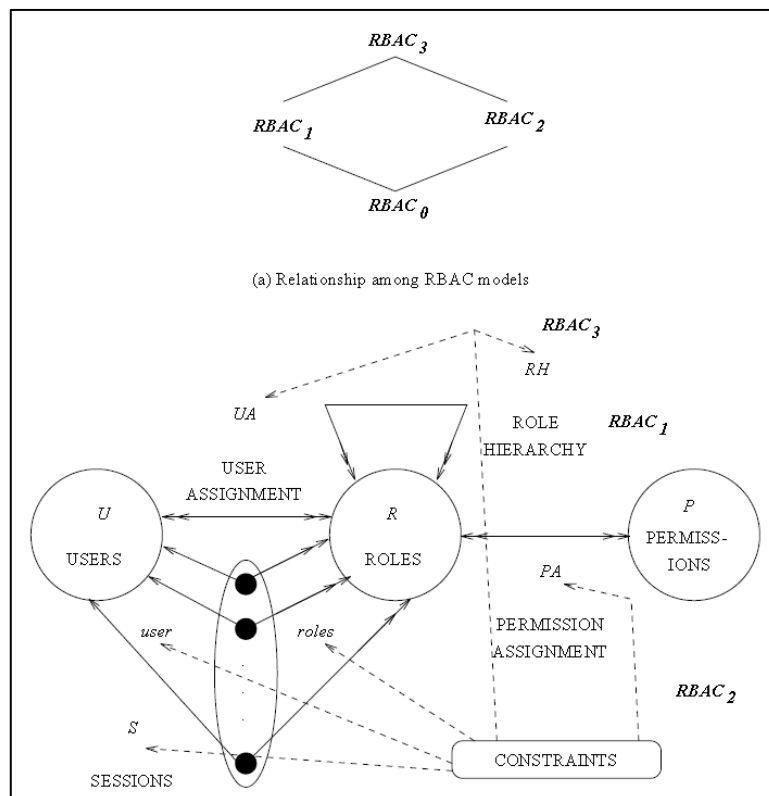 RBAC3
RBAC1
RBAC2
RBAC0
(a) Relationship among RBAC models
RBAC3
RH
UA
ROLE
HIERARCHY
RBAC1
USER
ASSIGNMENT
U
USERS
R
ROLES
P
PERMISS-
IONS
PA
user
roles
PERMISSION
ASSIGNMENT
RBAC2
.
.
.
S
SESSIONS
CONSTRAINTS